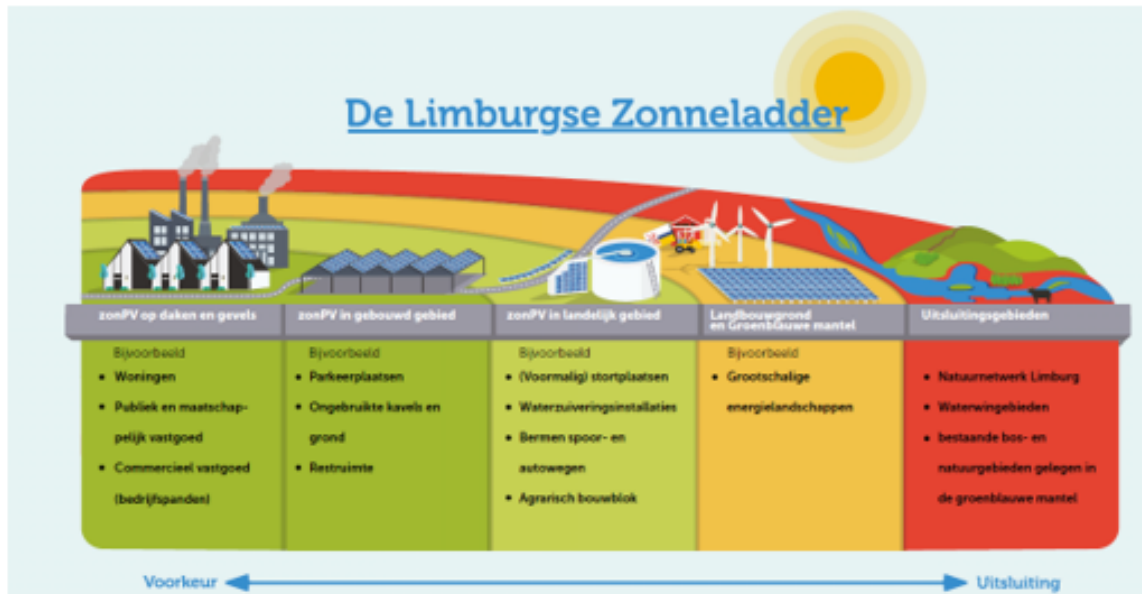 De Limburgse Zonneladder
zonPV op daken en gevels
Bijvoorbeeld
• Woningen
• Publiek en maatschap-
pelijk vastgoed
• Commercieel vastgoed
(bedrijfspanden)
zonPV in gebouwd gebied
Bijvoorbeeld
• Parkeerplaatsen
• Ongebruikte kavels en
grond
• Restruimte
zonPV in landelijk gebied
Bijvoorbeeld
• (Voormalig) stortplaatsen
• Waterzuiveringsinstallaties
• Bermen spoor- en
autowegen
• Agrarisch bouwblok
Landbouwgrond
en Groenblauwe mantel
Bijvoorbeeld
• Grootschalige
energielandschappen
Uitsluitingsgebieden
• Natuurnetwerk Limburg
• Waterwingebieden
• bestaande bos- en
natuurgebieden gelegen in
de groenblauwe mantel
Voorkeur
Uitsluiting